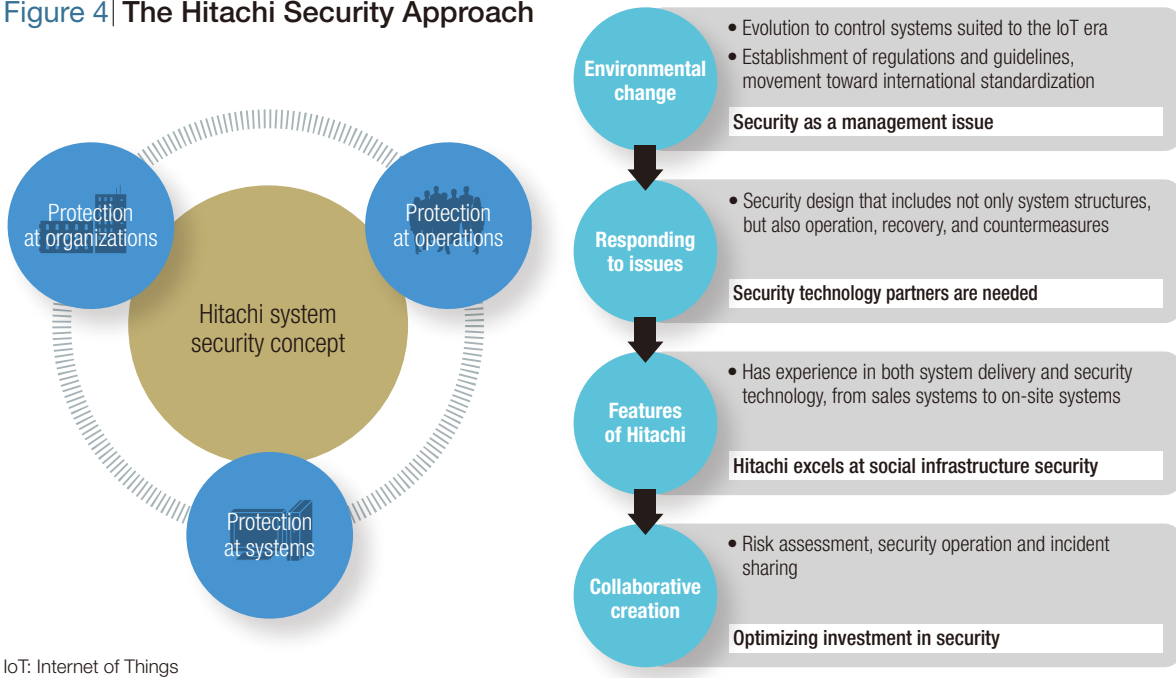 Figure 4| The Hitachi Security Approach
Protection
at organizations
Protection
at operations
Hitachi system
security concept
Protection
at systems
IoT: Internet of Things
Environmental
change
• Evolution to control systems suited to the IoT era
• Establishment of regulations and guidelines,
movement toward international standardization
Security as a management issue
Responding
to issues
• Security design that includes not only system structures,
but also operation, recovery, and countermeasures
Security technology partners are needed
Features
of Hitachi
• Has experience in both system delivery and security
technology, from sales systems to on-site systems
Hitachi excels at social infrastructure security
Collaborative
creation
• Risk assessment, security operation and incident
sharing
Optimizing investment in security